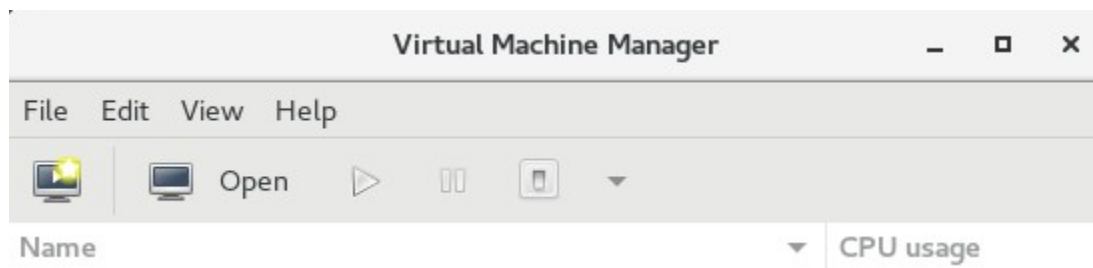 Virtual Machine Manager
File Edit View Help
Open
Name CPU usage